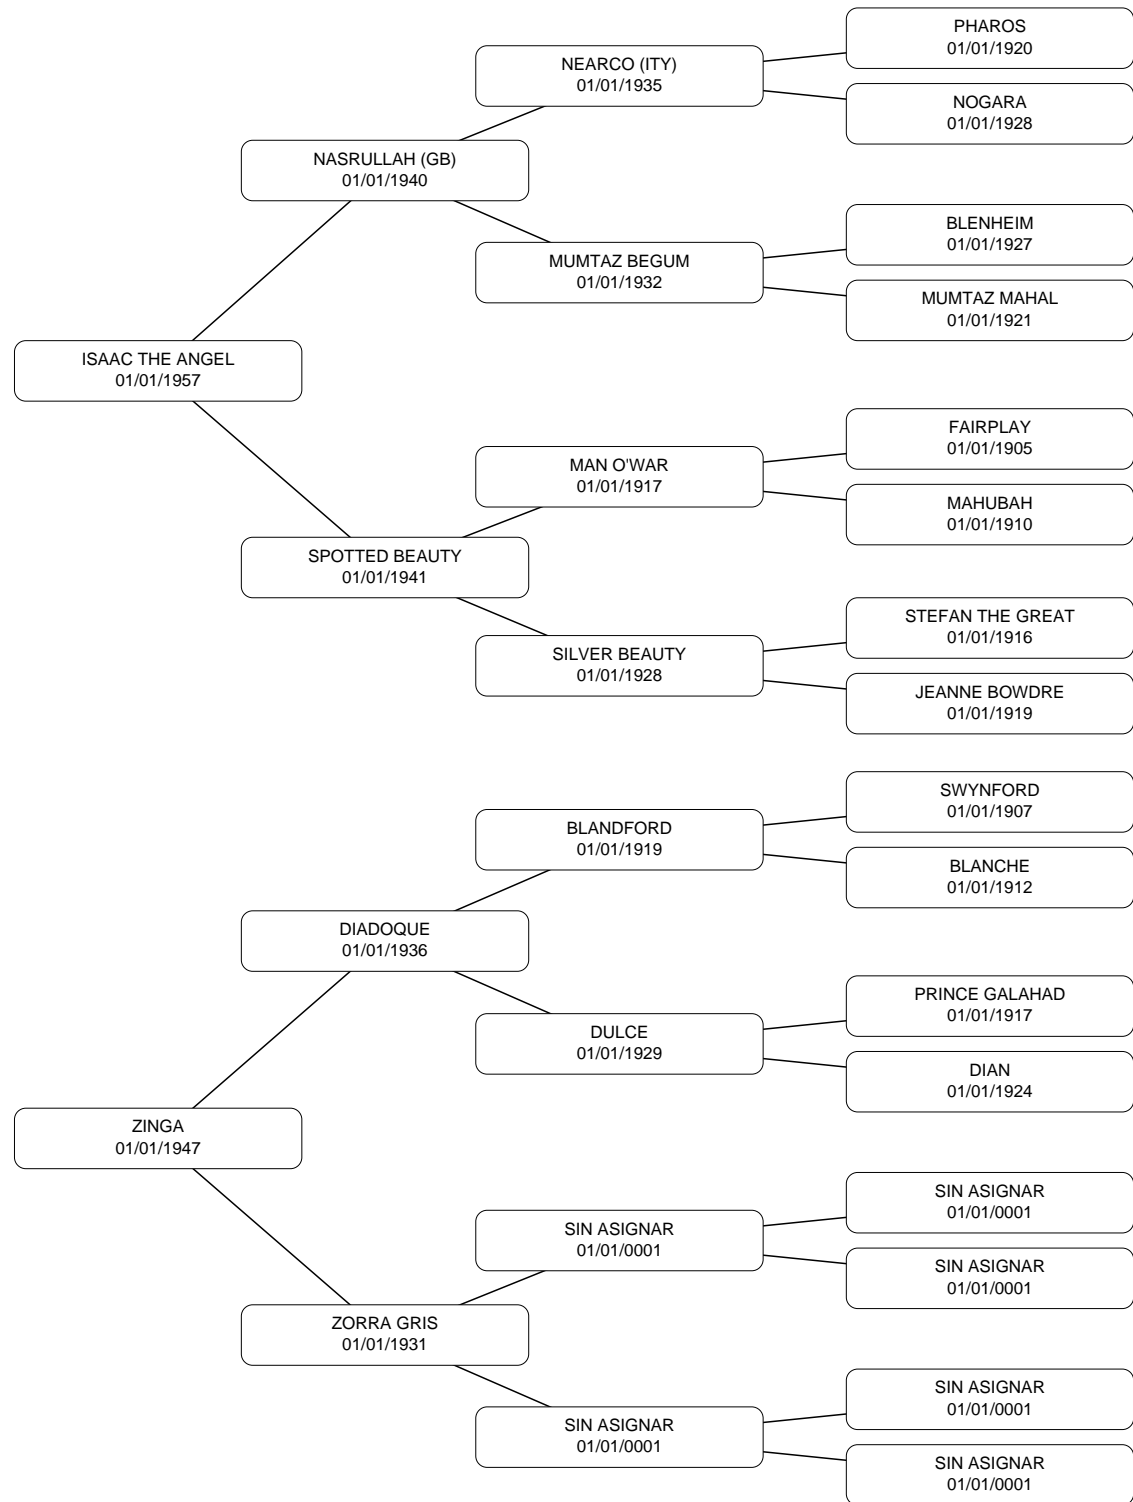 PHAROS
01/01/1920
NEARCO (ITY)
01/01/1935
NOGARA
01/01/1928
NASRULLAH (GB)
01/01/1940
BLENHEIM
01/01/1927
MUMTAZ BEGUM
01/01/1932
MUMTAZ MAHAL
01/01/1921
ISAAC THE ANGEL
01/01/1957
FAIRPLAY
01/01/1905
MAN O'WAR
01/01/1917
MAHUBAH
01/01/1910
SPOTTED BEAUTY
01/01/1941
STEFAN THE GREAT
01/01/1916
SILVER BEAUTY
01/01/1928
JEANNE BOWDRE
01/01/1919
SWYNFORD
01/01/1907
BLANDFORD
01/01/1919
BLANCHE
01/01/1912
DIADOQUE
01/01/1936
PRINCE GALAHAD
01/01/1917
DULCE
01/01/1929
DIAN
01/01/1924
ZINGA
01/01/1947
SIN ASIGNAR
01/01/0001
SIN ASIGNAR
01/01/0001
SIN ASIGNAR
01/01/0001
ZORRA GRIS
01/01/1931
SIN ASIGNAR
01/01/0001
SIN ASIGNAR
01/01/0001
SIN ASIGNAR
01/01/0001